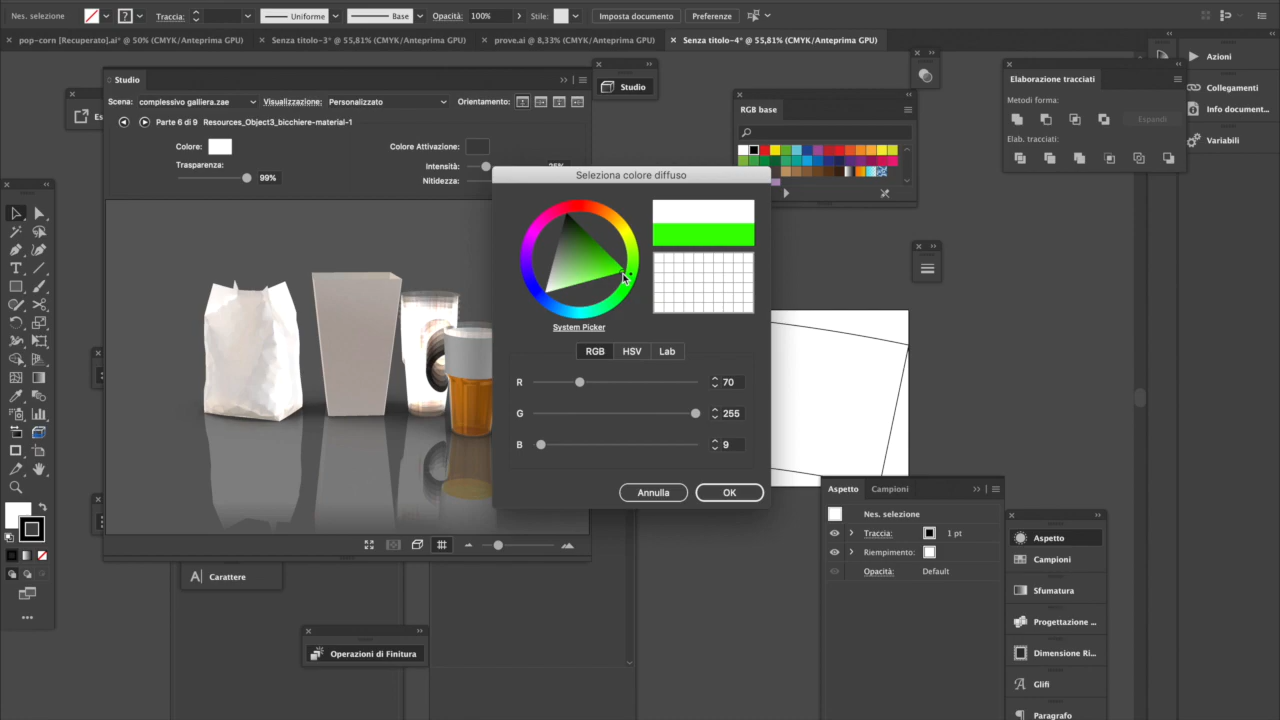 Nes. selezione
Traccia:
Uniforme
Base
Opacità: 100%
Stile:
Imposta documento
Preferenze
pop-corn [Recuperato].ai* @ 50% (CMYK/Anteprima GPU)
Senza titolo-3* @ 55,81% (CMYK/Anteprima GPU)
prove.ai @ 8,33% (CMYK/Anteprima GPU)
Senza titolo-4* @ 55,81% (CMYK/Anteprima GPU)
Studio
Scena: complessivo galliera.zae
Visualizzazione: Personalizzato
Orientamento:
Parte 6 di 9 Resources_Object3_bicchiere-material-1
Colore:
Colore Attivazione:
Trasparenza:
99%
Intensità:
Nitidezza:
Studio
RGB base
Elaborazione tracciati
Metodi forma:
Espandi
Elab. tracciati:
Azioni
Collegamenti
Info document...
Variabili
Seleziona colore diffuso
System Picker
RGB
HSV
Lab
R 70
G 255
B 9
Annulla
OK
Carattere
Operazioni di Finitura
Aspetto
Campioni
Nes. selezione
Traccia: 1 pt
Riempimento:
Opacità: Default
Aspetto
Campioni
Sfumatura
Progettazione ...
Dimensione Ri...
Glifi
Paragrafo